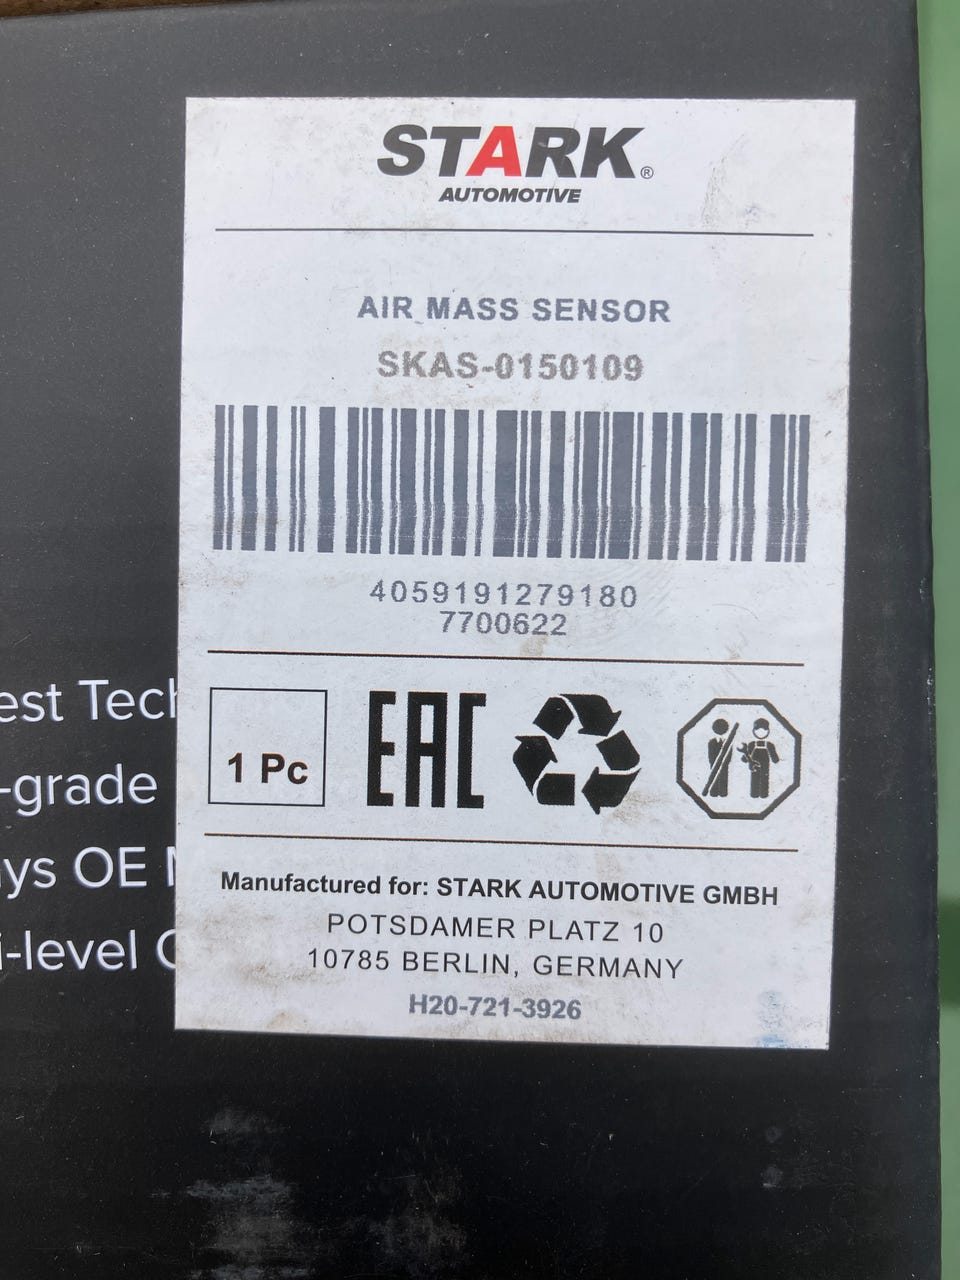 STARK®
AUTOMOTIVE
AIR MASS SENSOR
SKAS-0150109
4059191279180
7700622
1 Pc
EAC
Manufactured for: STARK AUTOMOTIVE GMBH
POTSDAMER PLATZ 10
10785 BERLIN, GERMANY
H20-721-3926
est Tech
-grade
ys OE
i-level